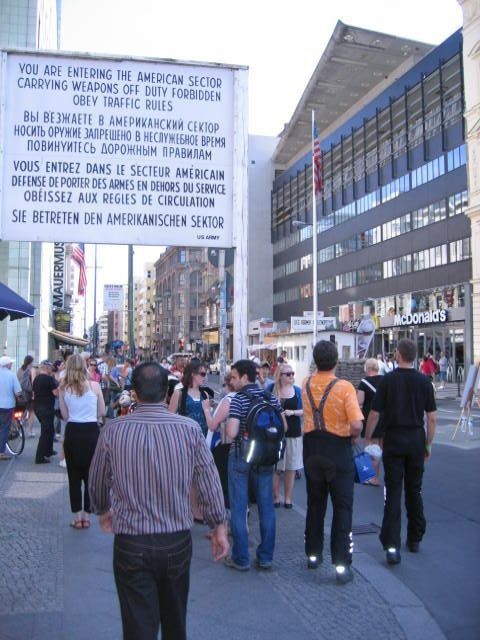 YOU ARE ENTERING THE AMERICAN SECTOR
CARRYING WEAPONS OFF DUTY FORBIDDEN
OBEY TRAFFIC RULES
ВЫ ВЪЕЗЖАЕТЕ В АМЕРИКАНСКИЙ СЕКТОР
НОСИТЬ ОРУЖИЕ ЗАПРЕЩЕНО В НЕСЛУЖЕБНОЕ ВРЕМЯ
ПОВИНУЙТЕСЬ ДОРОЖНЫМ ПРАВИЛАМ
VOUS ENTREZ DANS LE SECTEUR AMÉRICAIN
DEFENSE DE PORTER DES ARMES EN DEHORS DU SERVICE
OBÉISSEZ AUX RÈGLES DE CIRCULATION
SIE BETRETEN DEN AMERIKANISCHEN SEKTOR
US ARMY
MAUER
McDonald's